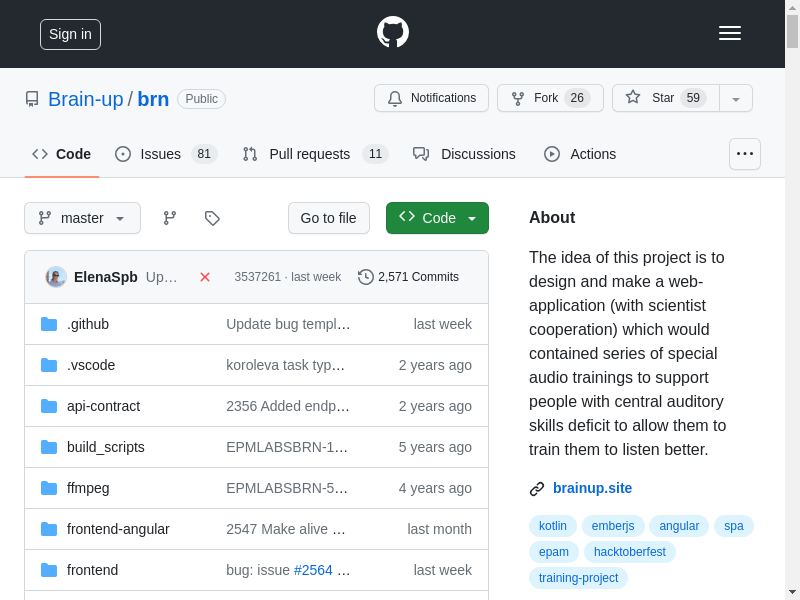 Sign in
Brain-up / brn Public
Notifications
Fork 26
Star 59
Code
Issues 81
Pull requests 11
Discussions
Actions
master
Go to file
Code
ElenaSpb Up… 3537261 · last week 2,571 Commits
.github Update bug templ… last week
.vscode koroleva task typ… 2 years ago
api-contract 2356 Added endp… 2 years ago
build_scripts EPMLABSBRN-1… 5 years ago
ffmpeg EPMLABSBRN-5… 4 years ago
frontend-angular 2547 Make alive … last month
frontend bug: issue #2564 … last week
About
The idea of this project is to
design and make a web-
application (with scientist
cooperation) which would
contained series of special
audio trainings to support
people with central auditory
skills deficit to allow them to
train them to listen better.
brainup.site
kotlin emberjs angular spa
epam hacktoberfest
training-project